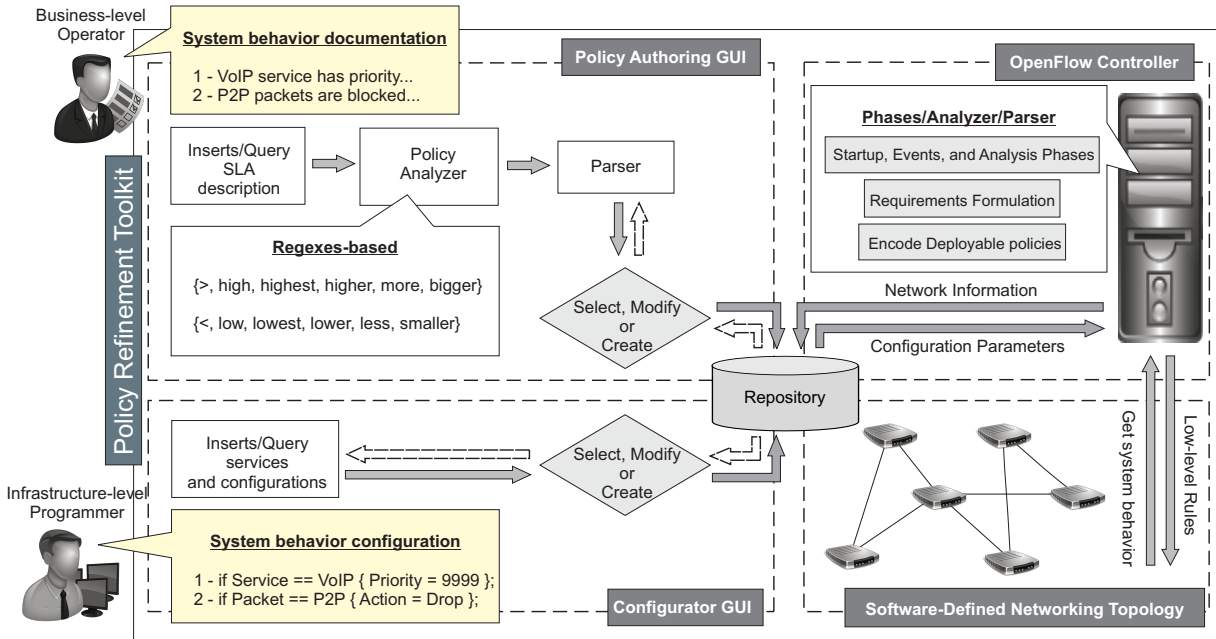 Business-level
Operator
System behavior documentation
1 - VoIP service has priority...
2 - P2P packets are blocked...
Policy Authoring GUI
OpenFlow Controller
Policy Refinement Toolkit
Inserts/Query
SLA
description
Policy
Analyzer
Parser
Phases/Analyzer/Parser
Startup, Events, and Analysis Phases
Requirements Formulation
Encode Deployable policies
Regexes-based
{>, high, highest, higher, more, bigger}
{<, low, lowest, lower, less, smaller}
Select, Modify
or
Create
Network Information
Configuration Parameters
Repository
Inserts/Query
services
and configurations
Select, Modify
or
Create
Get system behavior
Low-level Rules
Infrastructure-level
Programmer
System behavior configuration
1 - if Service == VoIP { Priority = 9999 };
2 - if Packet == P2P { Action = Drop };
Configurator GUI
Software-Defined Networking Topology